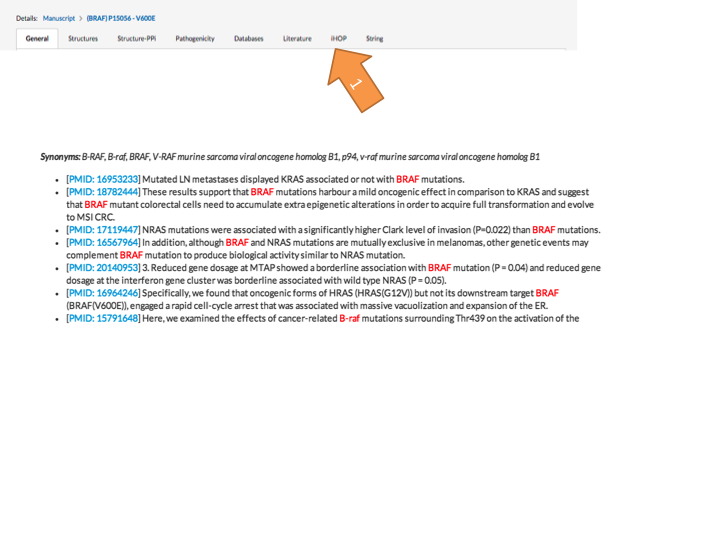 Details: Manuscript > (BRAF) P15056 - V600E
General Structures Structure-PPi Pathogenicity Databases Literature iHOP String
1
Synonyms: B-RAF, B-raf, BRAF, V-RAF murine sarcoma viral oncogene homolog B1, p94, v-raf murine sarcoma viral oncogene homolog B1
• [PMID: 16953233] Mutated LN metastases displayed KRAS associated or not with BRAF mutations.
• [PMID: 18782444] These results support that BRAF mutations harbour a mild oncogenic effect in comparison to KRAS and suggest
that BRAF mutant colorectal cells need to accumulate extra epigenetic alterations in order to acquire full transformation and evolve
to MSI CRC.
• [PMID: 17119447] NRAS mutations were associated with a significantly higher Clark level of invasion (P=0.022) than BRAF mutations.
• [PMID: 16567964] In addition, although BRAF and NRAS mutations are mutually exclusive in melanomas, other genetic events may
complement BRAF mutation to produce biological activity similar to NRAS mutation.
• [PMID: 20140953] 3. Reduced gene dosage at MTAP showed a borderline association with BRAF mutation (P = 0.04) and reduced gene
dosage at the interferon gene cluster was borderline associated with wild type NRAS (P = 0.05).
• [PMID: 16964246] Specifically, we found that oncogenic forms of HRAS (HRAS(G12V)) but not its downstream target BRAF
(BRAF(V600E)), engaged a rapid cell-cycle arrest that was associated with massive vacuolization and expansion of the ER.
• [PMID: 15791648] Here, we examined the effects of cancer-related B-raf mutations surrounding Thr439 on the activation of the